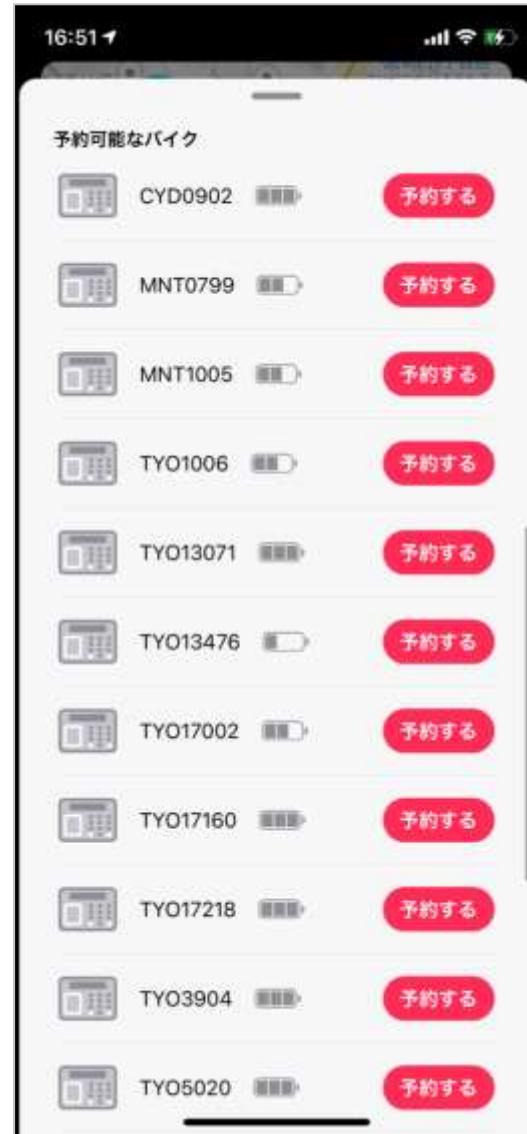 16:51
予約可能なバイク
CYD0902 予約する
MNT0799 予約する
MNT1005 予約する
TYO1006 予約する
TYO13071 予約する
TYO13476 予約する
TYO17002 予約する
TYO17160 予約する
TYO17218 予約する
TYO3904 予約する
TYO5020 予約する